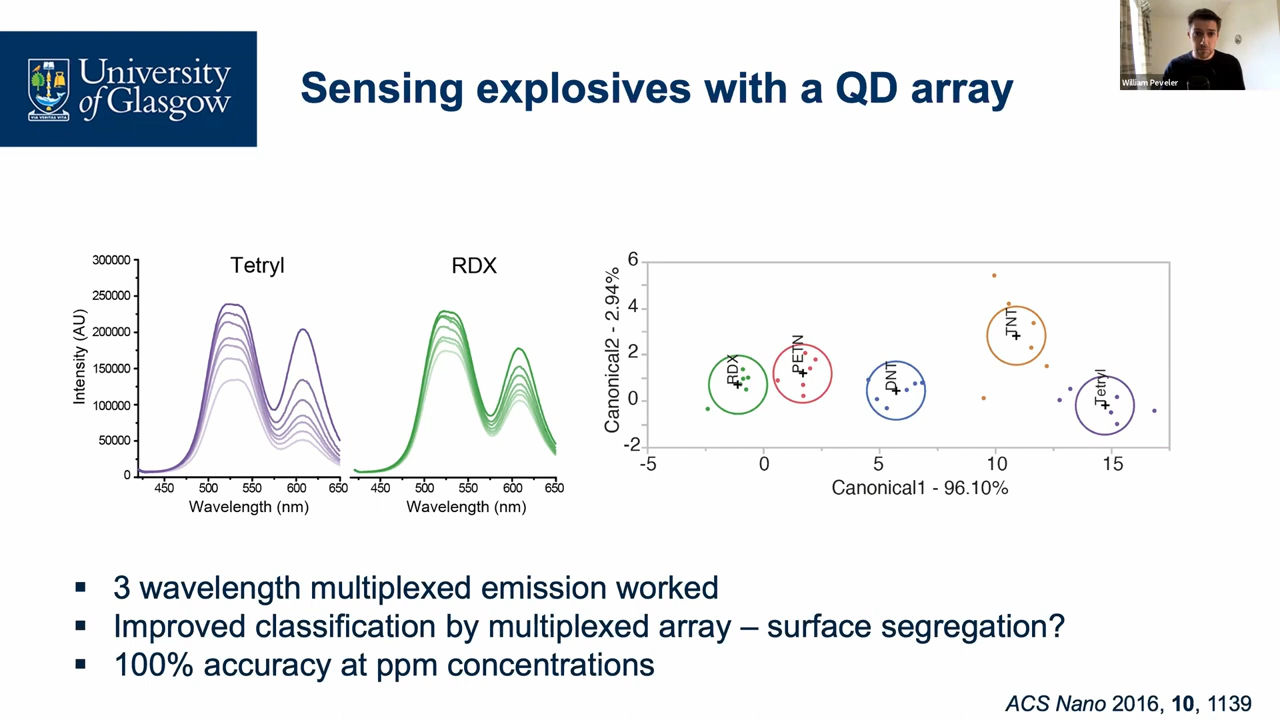 University
of Glasgow
VIA VERITAS VITA
Sensing explosives with a QD array
William Peveler
Tetryl
RDX
300000
250000
200000
150000
100000
50000
0
Intensity (AU)
450 500 550 600 650
450 500 550 600 650
Wavelength (nm)
Wavelength (nm)
6
4
2
0
-2
Canonical2 - 2.94%
RDX
PETN
DNT
TNT
Tetryl
-5 0 5 10 15
Canonical1 - 96.10%
▪ 3 wavelength multiplexed emission worked
▪ Improved classification by multiplexed array – surface segregation?
▪ 100% accuracy at ppm concentrations
ACS Nano 2016, 10, 1139